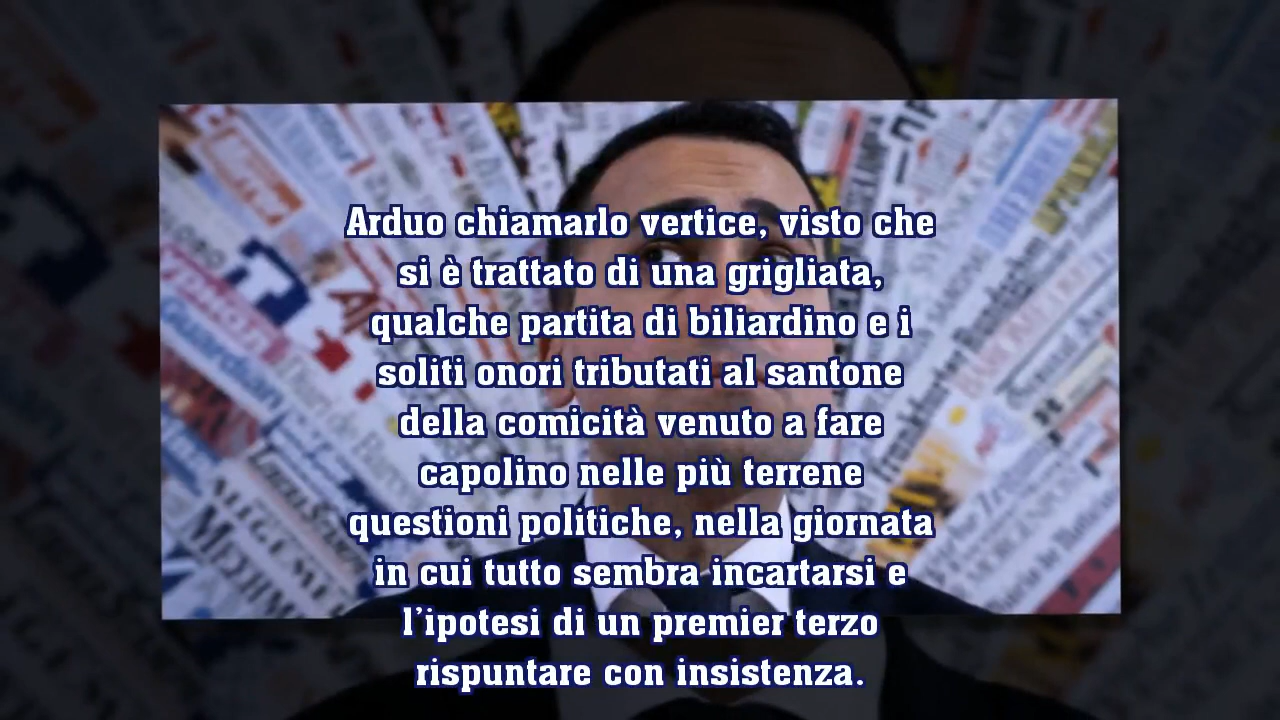 Arduo chiamarlo vertice, visto che
si è trattato di una grigliata,
qualche partita di biliardino e i
soliti onori tributati al santone
della comicità venuto a fare
capolino nelle più terrene
questioni politiche, nella giornata
in cui tutto sembra incartarsi e
l'ipotesi di un premier terzo
rispuntare con insistenza.
Guardian